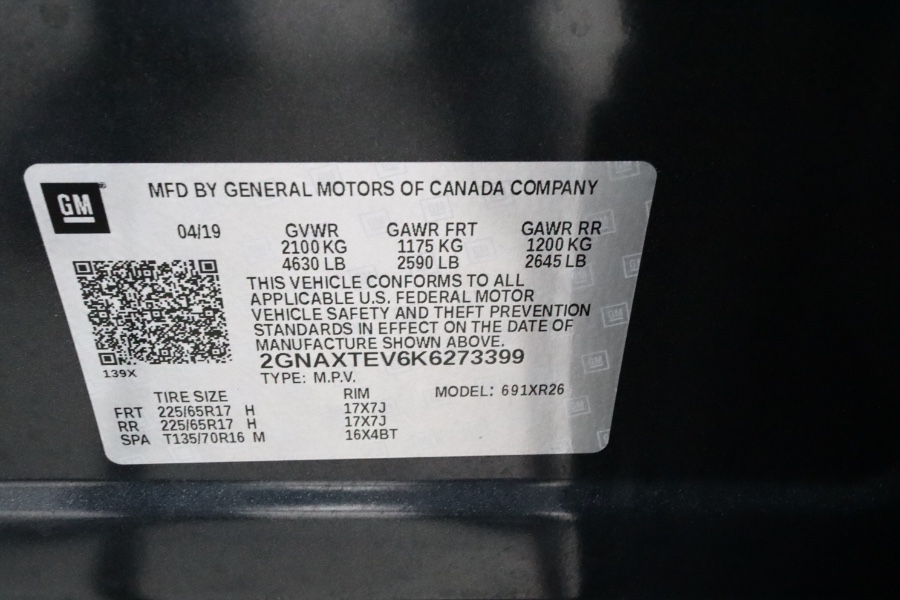 GM
MFD BY GENERAL MOTORS OF CANADA COMPANY
04/19 GVWR GAWR FRT GAWR RR
2100 KG 1175 KG 1200 KG
4630 LB 2590 LB 2645 LB
THIS VEHICLE CONFORMS TO ALL
APPLICABLE U.S. FEDERAL MOTOR
VEHICLE SAFETY AND THEFT PREVENTION
STANDARDS IN EFFECT ON THE DATE OF
MANUFACTURE SHOWN ABOVE.
2GNAXTEV6K6273399
139X
TYPE: M.P.V.
TIRE SIZE RIM MODEL: 691XR26
FRT 225/65R17 H 17X7J
RR 225/65R17 H 17X7J
SPA T135/70R16 M 16X4BT